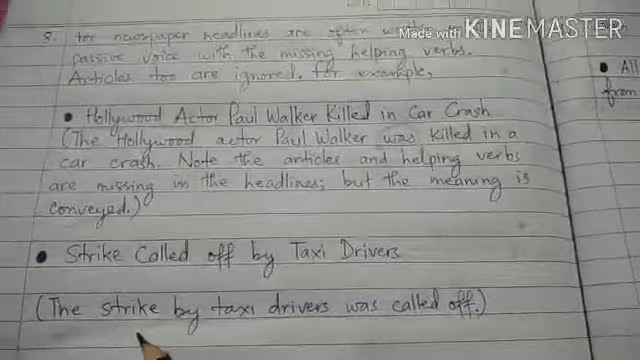 Made with KINEMASTER
5. The newspaper headlines are often written in
passive voice with the missing helping verbs.
Articles too are ignored. For example,
• Hollywood Actor Paul Walker Killed in Car Crash
(The Hollywood actor Paul Walker was killed in a
car crash. Note the articles and helping verbs
are missing in the headlines; but the meaning is
conveyed.)
• Strike Called off by Taxi Drivers
(The strike by taxi drivers was called off.)
• All
from